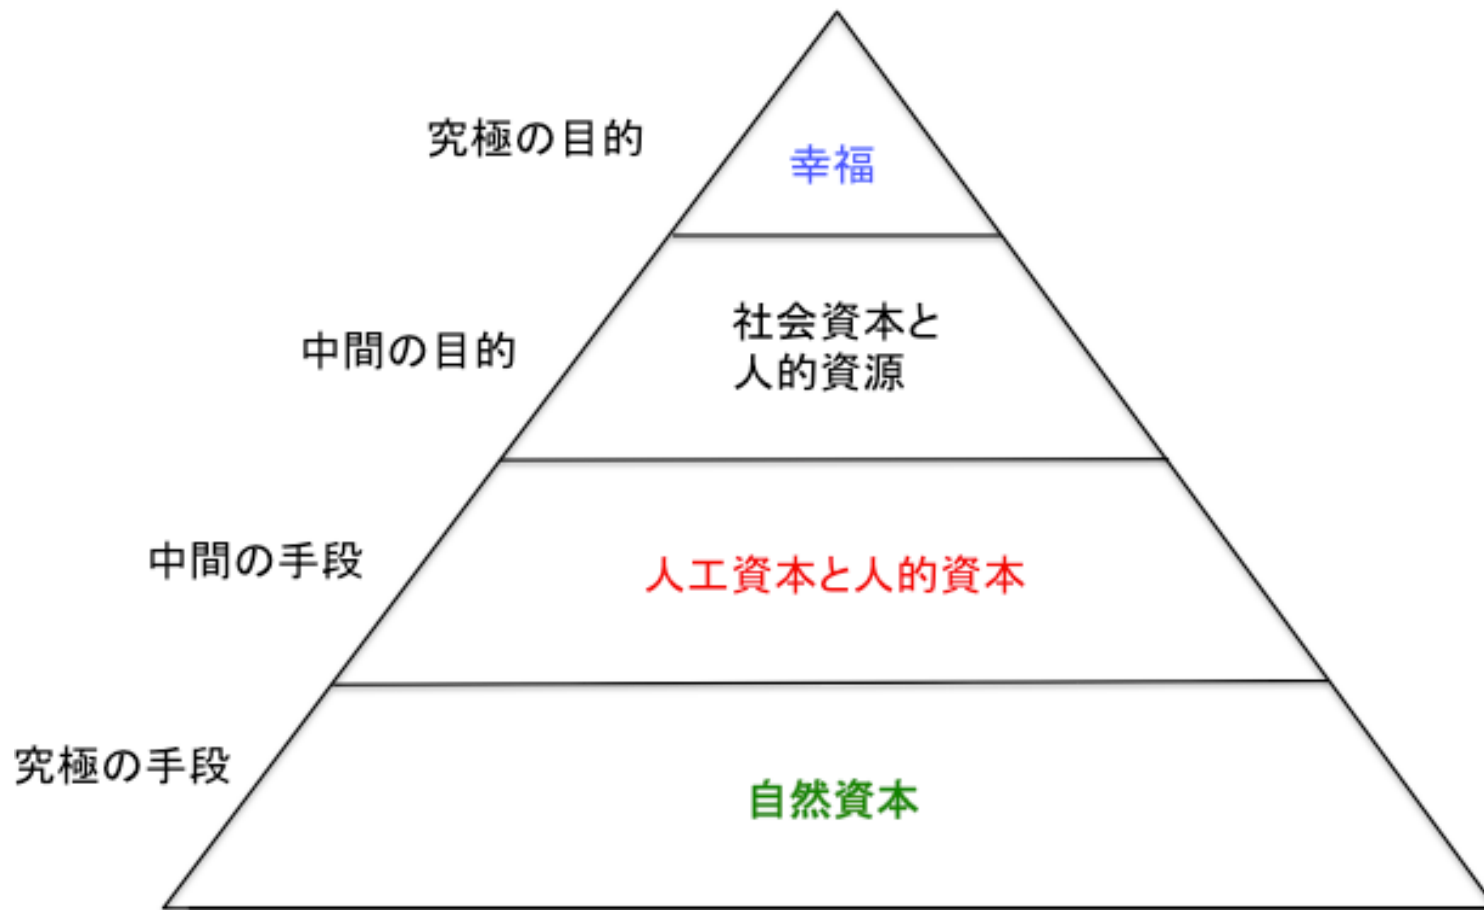 究極の目的
幸福
中間の目的
社会資本と
人的資源
中間の手段
人工資本と人的資本
究極の手段
自然資本